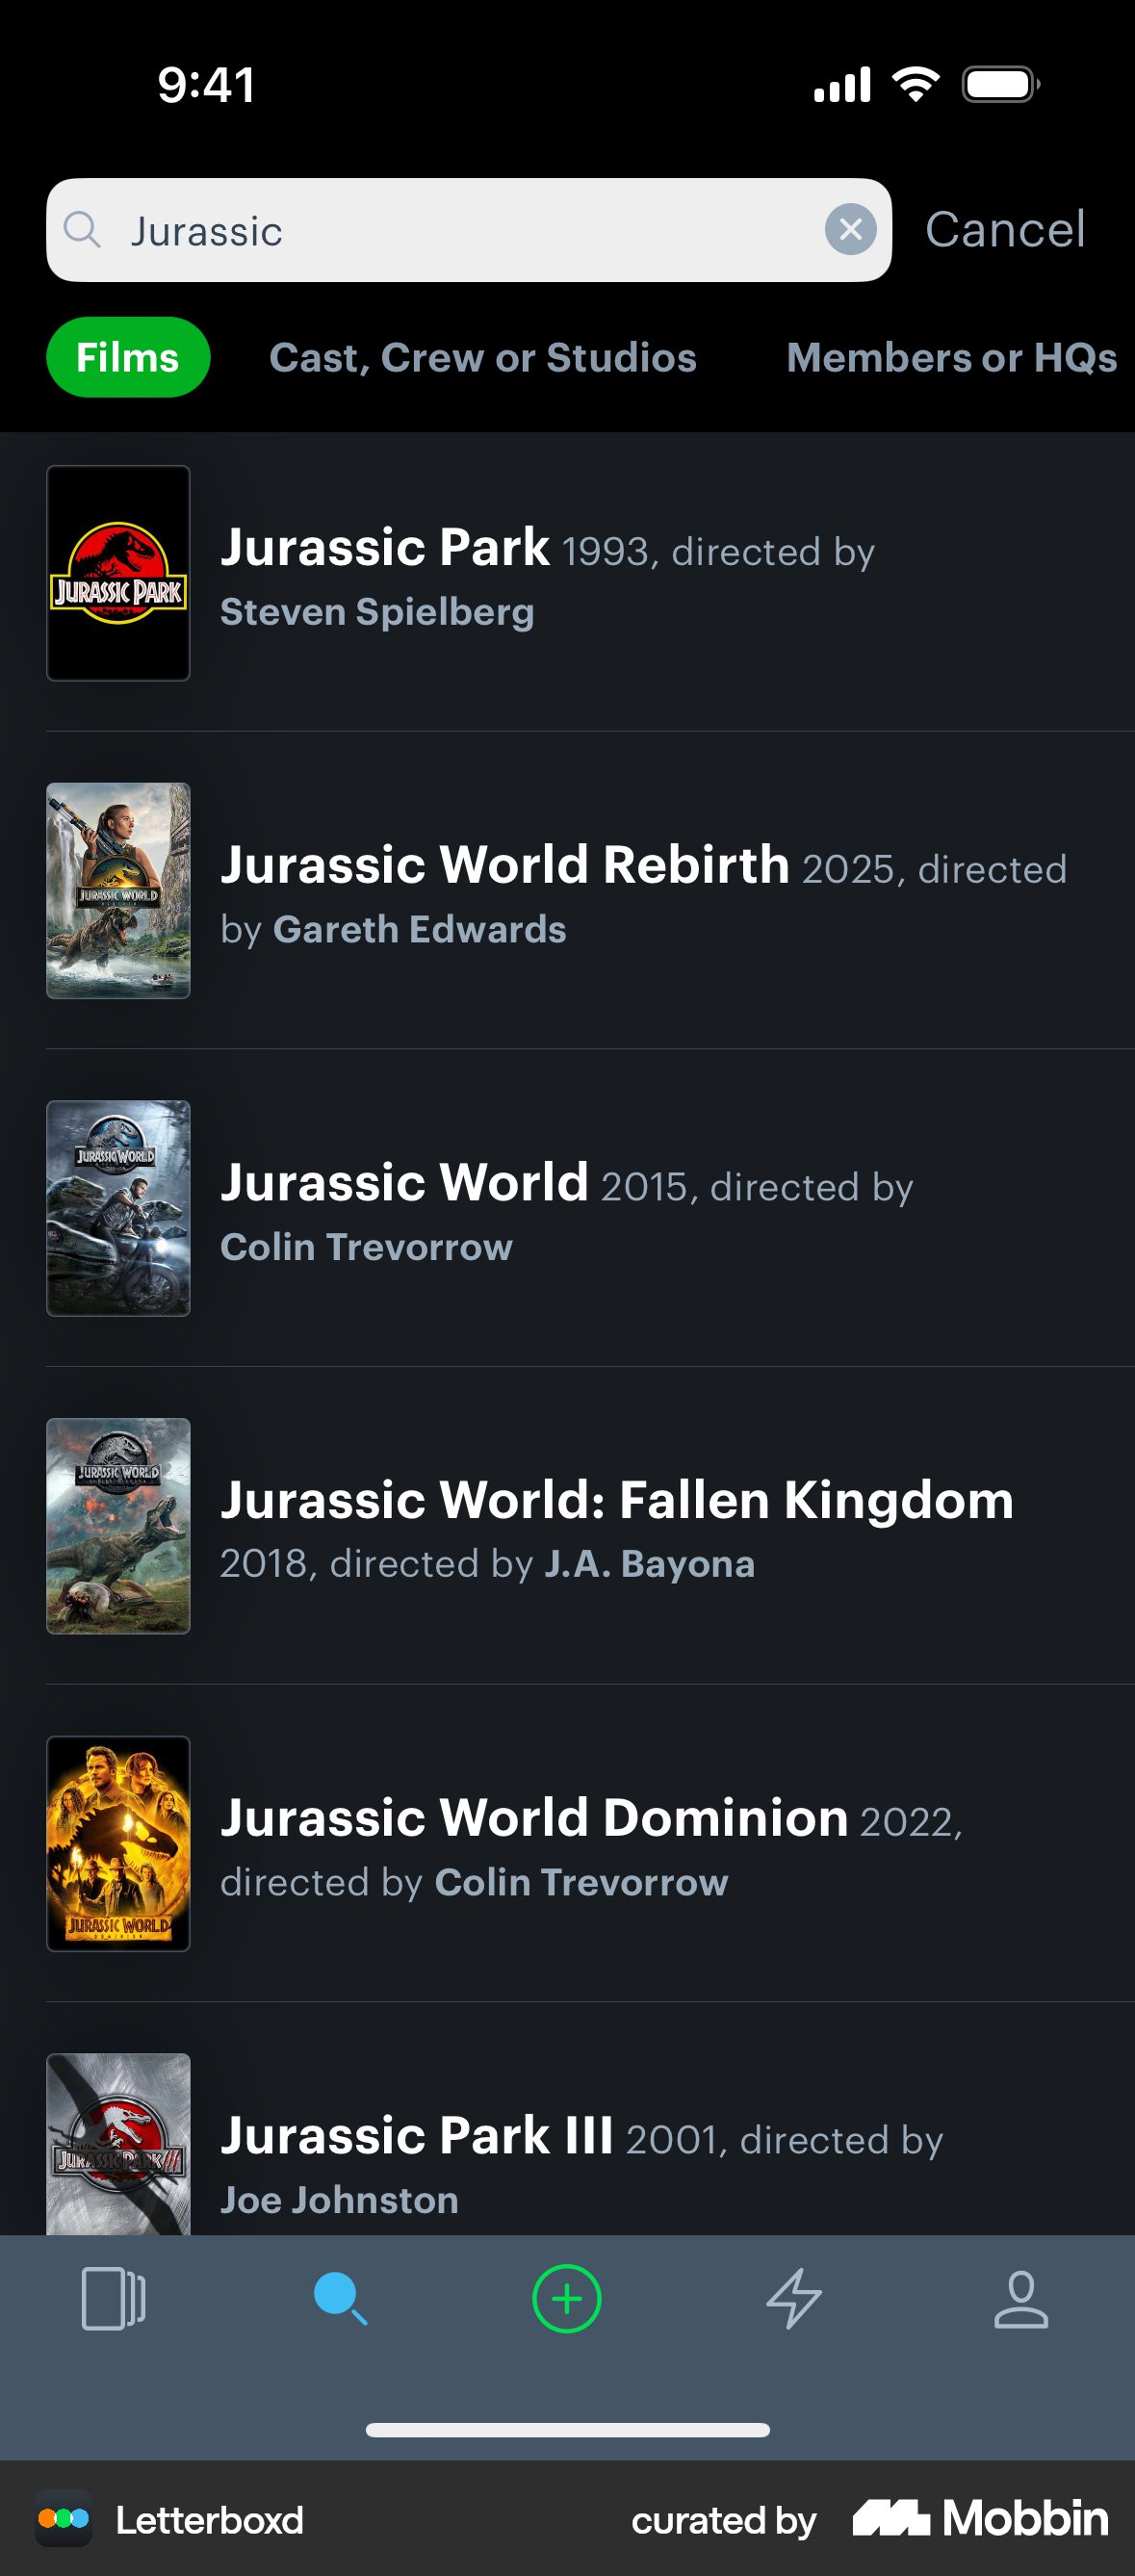 9:41
Jurassic
Cancel
Films
Cast, Crew or Studios
Members or HQs
JURASSIC PARK
Jurassic Park 1993, directed by
Steven Spielberg
JURASSIC WORLD
Jurassic World Rebirth 2025, directed
by Gareth Edwards
JURASSIC WORLD
Jurassic World 2015, directed by
Colin Trevorrow
JURASSIC WORLD
Jurassic World: Fallen Kingdom
2018, directed by J.A. Bayona
JURASSIC WORLD
Jurassic World Dominion 2022,
directed by Colin Trevorrow
JURASSIC PARK
Jurassic Park III 2001, directed by
Joe Johnston
Letterboxd
curated by Mobbin